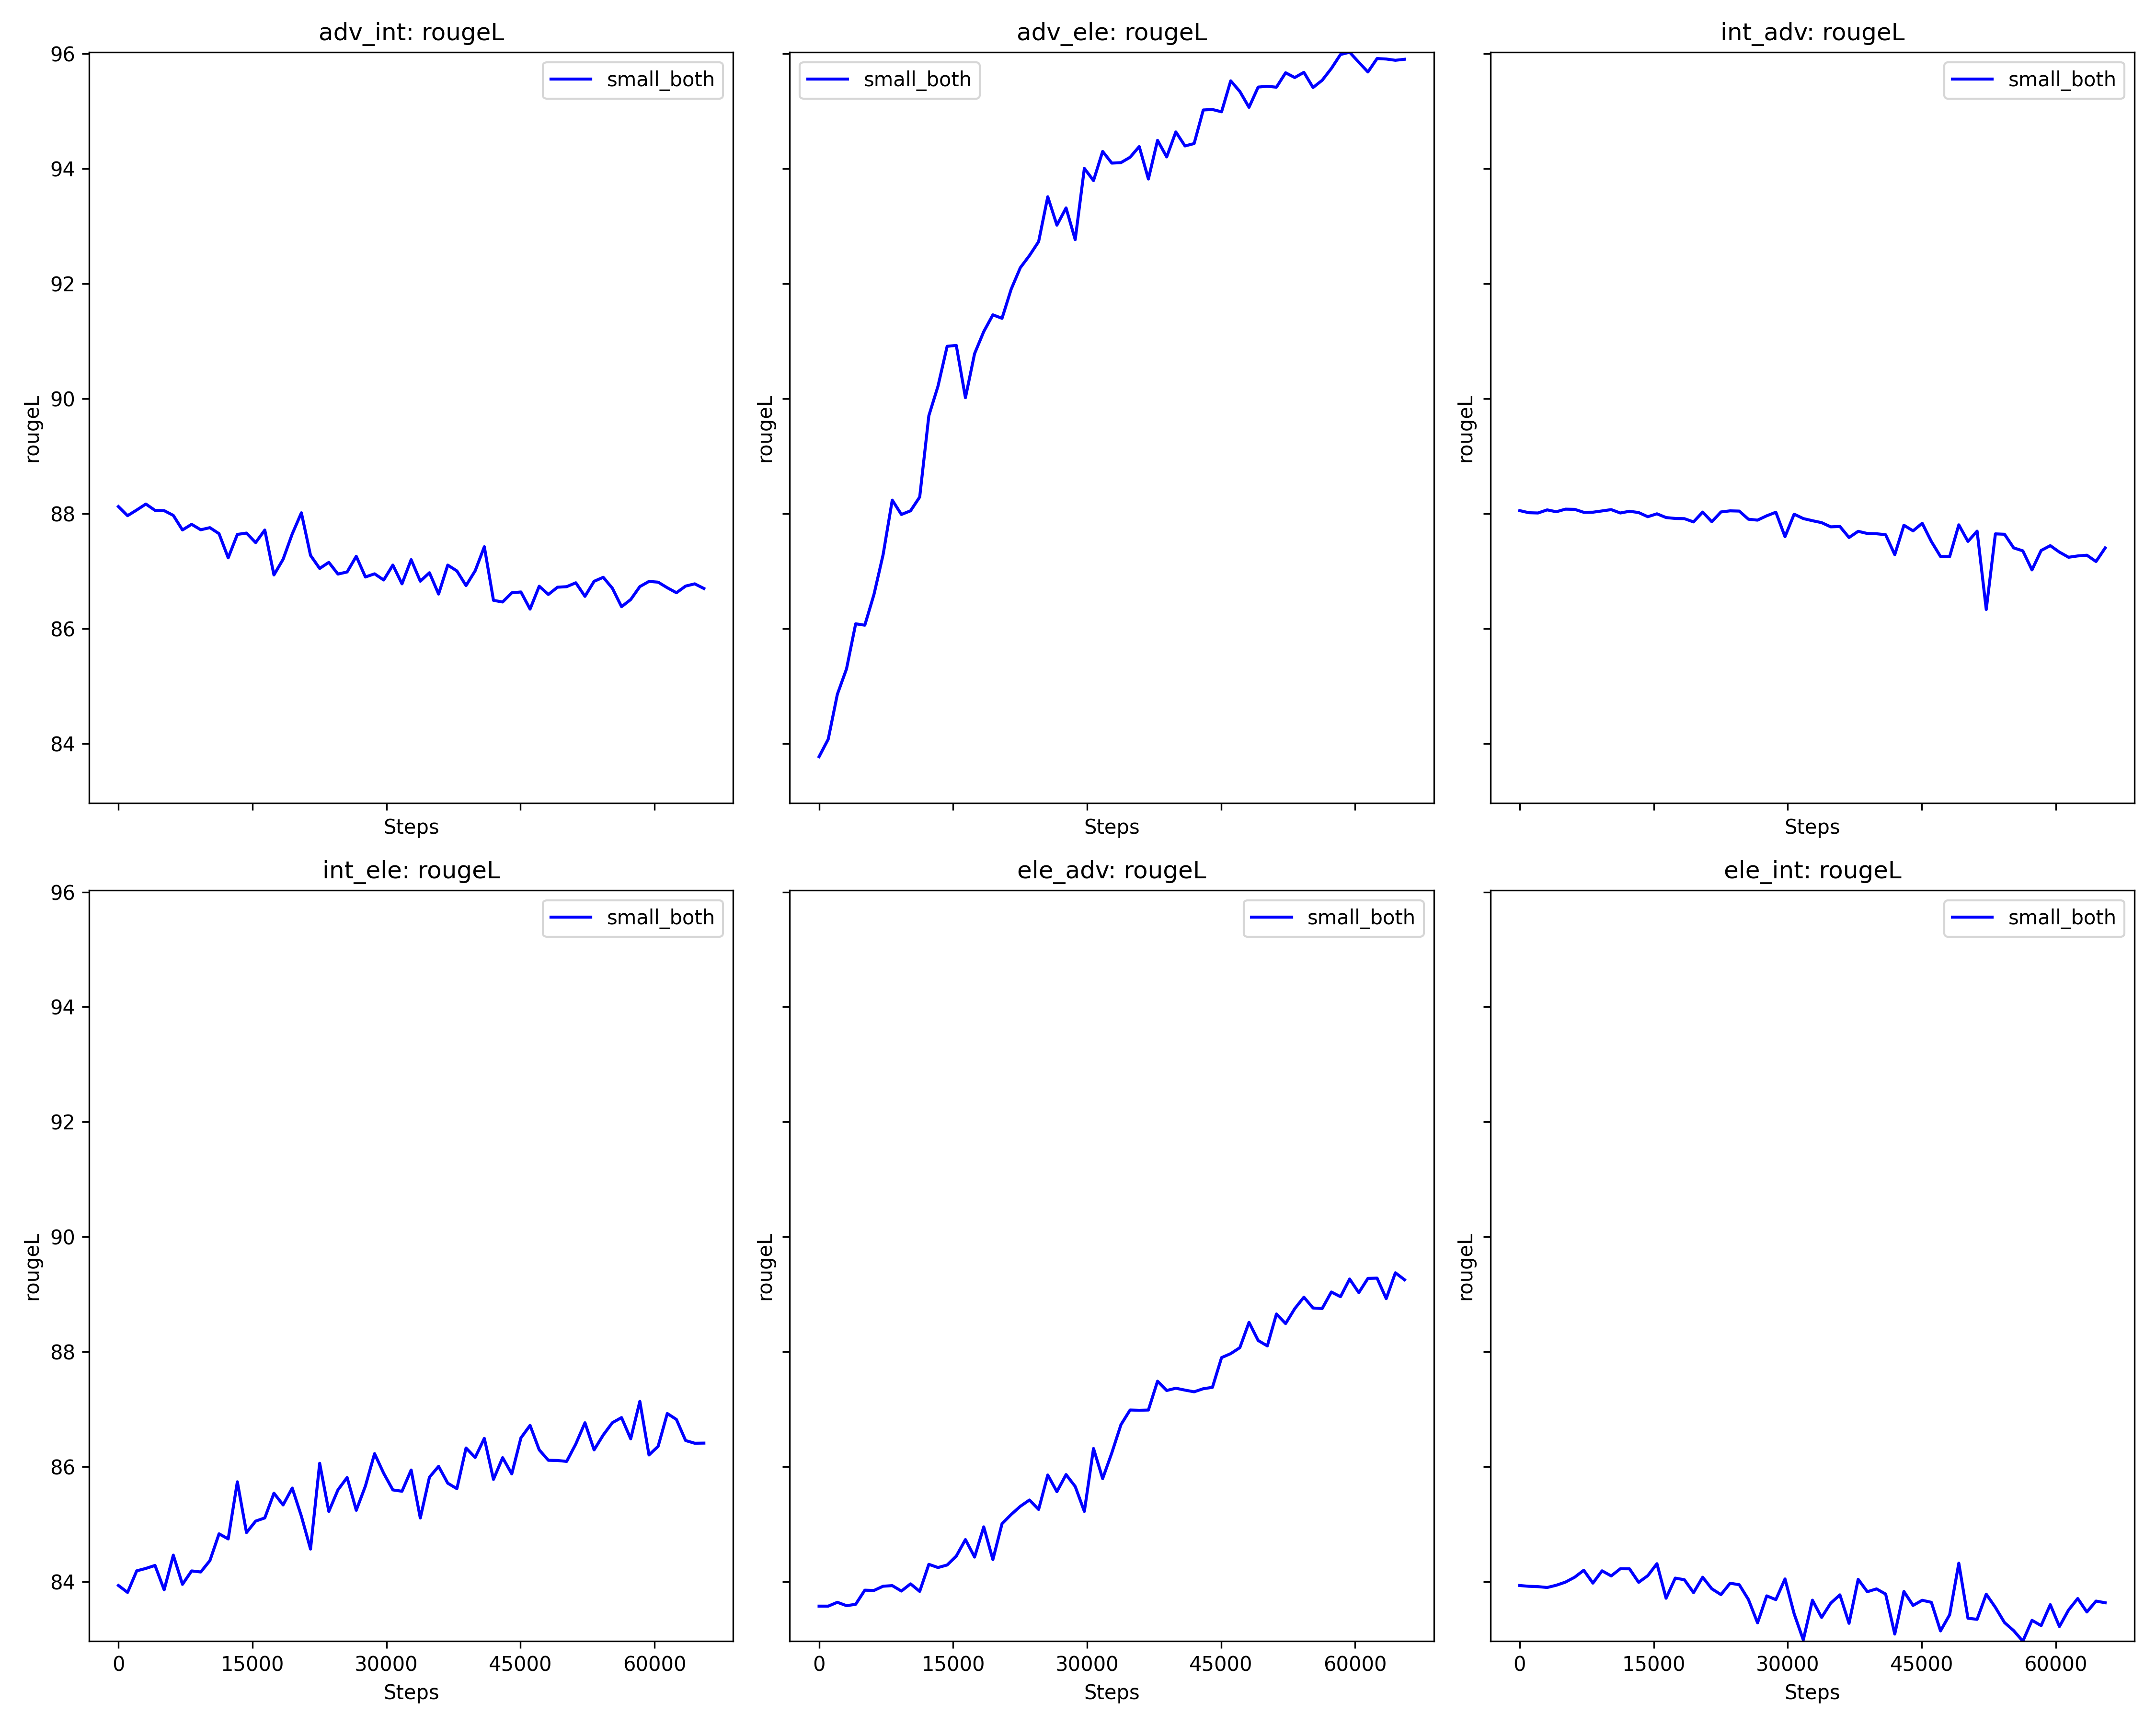 adv_int: rougeL
adv_ele: rougeL
int_adv: rougeL
96
94
92
90
88
86
84
rougeL
small_both
Steps
rougeL
small_both
Steps
rougeL
small_both
Steps
int_ele: rougeL
ele_adv: rougeL
ele_int: rougeL
96
94
92
90
88
86
84
rougeL
small_both
0 15000 30000 45000 60000
Steps
rougeL
small_both
0 15000 30000 45000 60000
Steps
rougeL
small_both
0 15000 30000 45000 60000
Steps